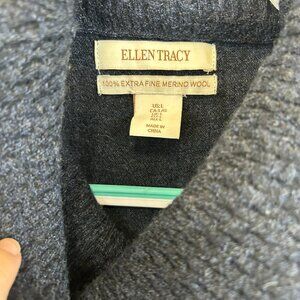 ELLEN TRACY
100% EXTRA FINE MERINO WOOL
MADE IN
CHINA